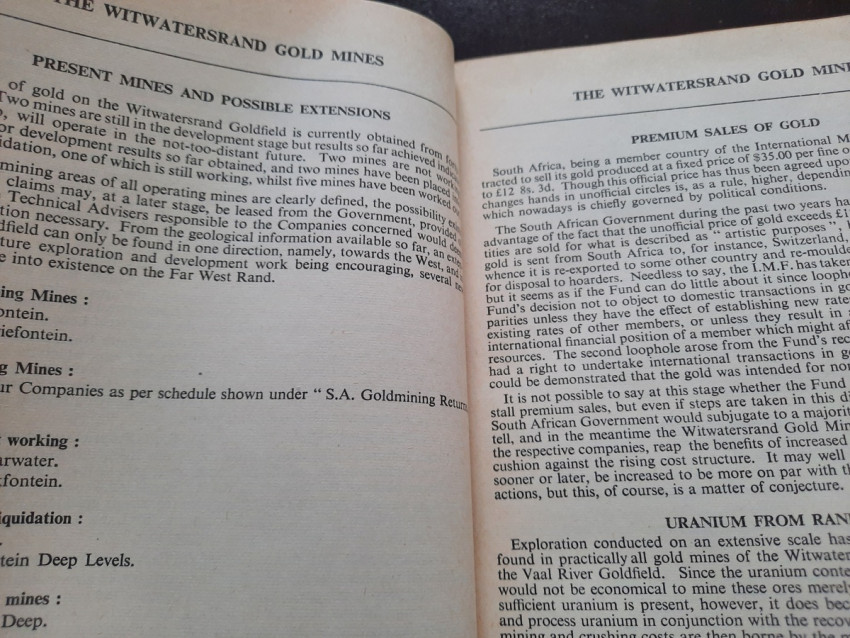 THE WITWATERSRAND GOLD MINES
PRESENT MINES AND POSSIBLE EXTENSIONS
of gold on the Witwatersrand Goldfield is currently obtained from
Two mines are still in the development stage but results so far achieved
will operate in the not-too-distant future. Two mines are not
or development results so far obtained, and two mines have been placed
idation, one of which is still working, whilst five mines have been worked
mining areas of all operating mines are clearly defined, the possibility
claims may, at a later stage, be leased from the Government, provided
Technical Advisers responsible to the Companies concerned would
tion necessary. From the geological information available so far, an
dfield can only be found in one direction, namely, towards the West, and
ture exploration and development work being encouraging, several
e into existence on the Far West Rand.
ing Mines :
ontein.
iefontein.
g Mines :
ur Companies as per schedule shown under “ S.A. Goldmining Return
working :
arwater.
kfontein.
iquidation :
tein Deep Levels.
mines :
Deep.
THE WITWATERSRAND GOLD MINE
PREMIUM SALES OF GOLD
South Africa, being a member country of the International M
tracted to sell its gold produced at a fixed price of $35.00 per fine o
to £12 8s. 3d. Though this official price has thus been agreed upon
changes hands in unofficial circles is, as a rule, higher, depending
which nowadays is chiefly governed by political conditions.
The South African Government during the past two years ha
advantage of the fact that the unofficial price of gold exceeds £1
tities are sold for what is described as “ artistic purposes ”,
gold is sent from South Africa to, for instance, Switzerland,
whence it is re-exported to some other country and re-moulde
for disposal to hoarders. Needless to say, the I.M.F. has taken
but it seems as if the Fund can do little about it since loopho
Fund's decision not to object to domestic transactions in go
parities unless they have the effect of establishing new rates
existing rates of other members, or unless they result in a
international financial position of a member which might af
resources. The second loophole arose from the Fund's rec
had a right to undertake international transactions in g
could be demonstrated that the gold was intended for non
It is not possible to say at this stage whether the Fund
stall premium sales, but even if steps are taken in this di
South African Government would subjugate to a majorit
tell, and in the meantime the Witwatersrand Gold Min
the respective companies, reap the benefits of increased
cushion against the rising cost structure. It may well
sooner or later, be increased to be more on par with th
actions, but this, of course, is a matter of conjecture.
URANIUM FROM RAN
Exploration conducted on an extensive scale has
found in practically all gold mines of the Witwater
the Vaal River Goldfield. Since the uranium conte
would not be economical to mine these ores merel
sufficient uranium is present, however, it does bec
and process uranium in conjunction with the recov
mining and crushing costs are then borne by the